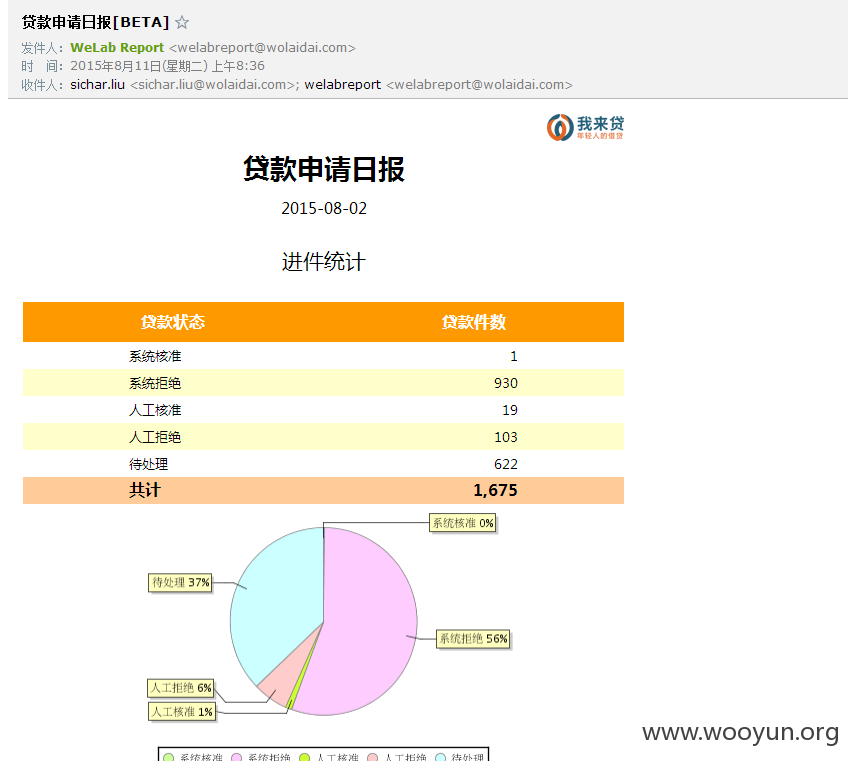 贷款申请日报[BETA] ☆
发件人：WeLab Report <welabreport@wolaidai.com>
时　间：2015年8月11日(星期二) 上午8:36
收件人：sichar.liu <sichar.liu@wolaidai.com>; welabreport <welabreport@wolaidai.com>
我来贷
年轻人的借贷
贷款申请日报
2015-08-02
进件统计
贷款状态 贷款件数
系统核准 1
系统拒绝 930
人工核准 19
人工拒绝 103
待处理 622
共计 1,675
系统核准 0%
待处理 37%
系统拒绝 56%
人工拒绝 6%
人工核准 1%
www.wooyun.org
系统核准 系统拒绝 人工核准 人工拒绝 待处理